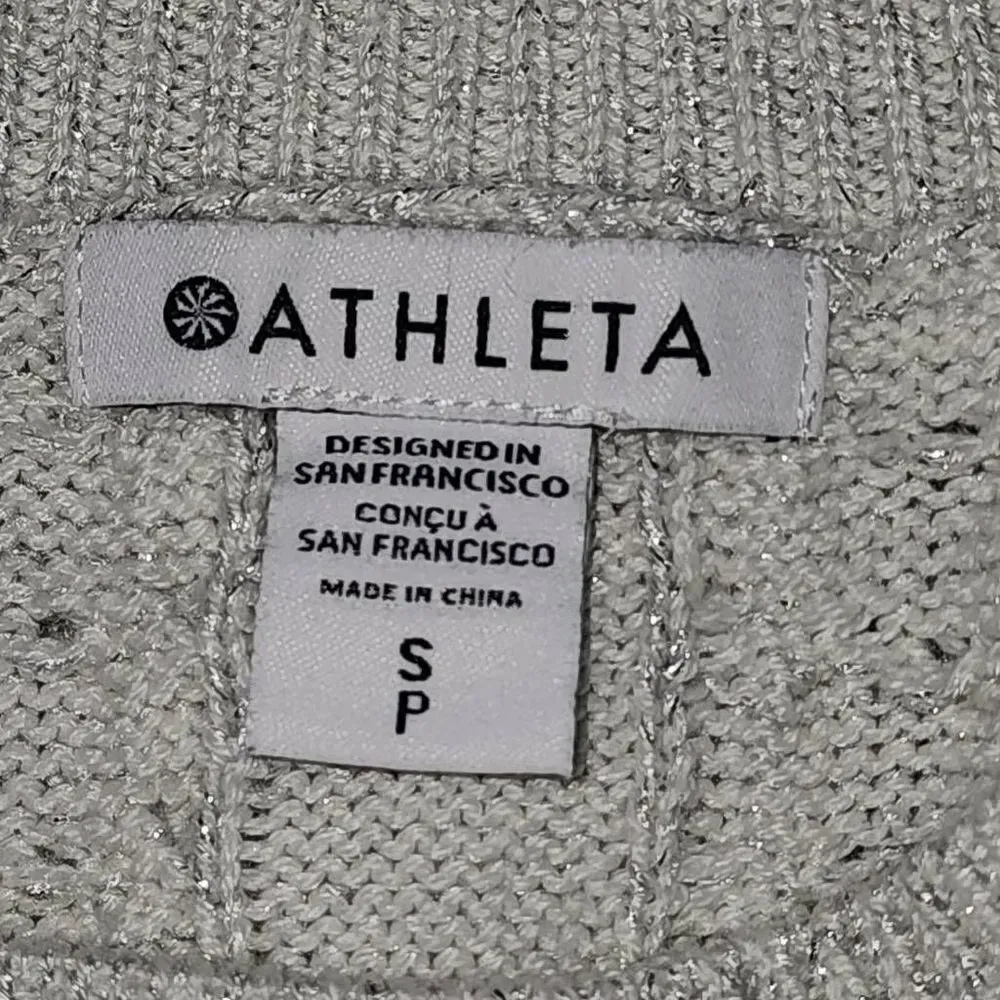 ATHLETA
DESIGNED IN
SAN FRANCISCO
CONÇU À
SAN FRANCISCO
MADE IN CHINA
S
P